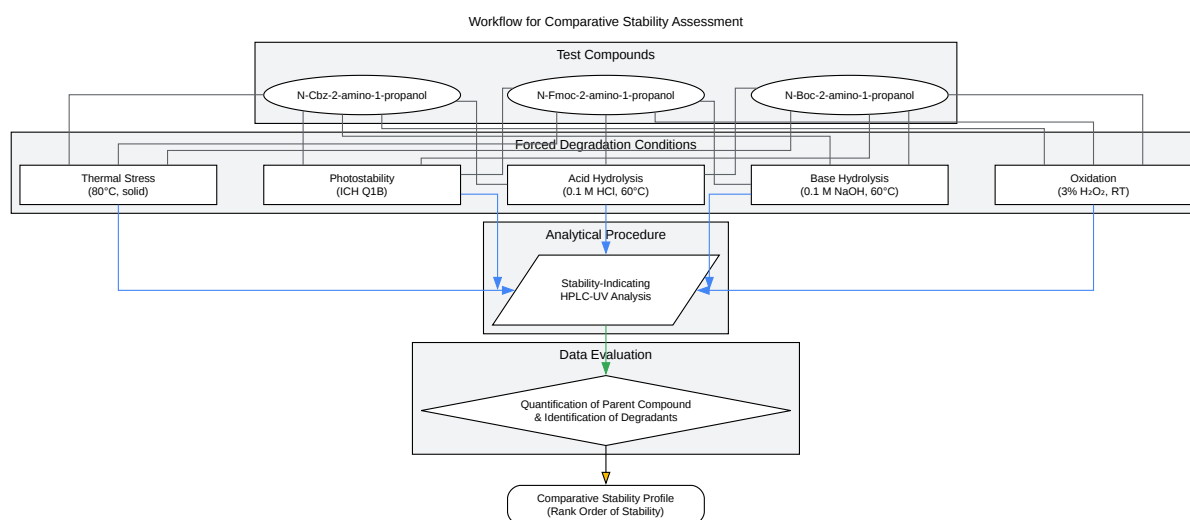 Workflow for Comparative Stability Assessment
Test Compounds
N-Cbz-2-amino-1-propanol
N-Fmoc-2-amino-1-propanol
N-Boc-2-amino-1-propanol
Forced Degradation Conditions
Thermal Stress
(80°C, solid)
Photostability
(ICH Q1B)
Acid Hydrolysis
(0.1 M HCl, 60°C)
Base Hydrolysis
(0.1 M NaOH, 60°C)
Oxidation
(3% H₂O₂, RT)
Analytical Procedure
Stability-Indicating
HPLC-UV Analysis
Data Evaluation
Quantification of Parent Compound
& Identification of Degradants
Comparative Stability Profile
(Rank Order of Stability)